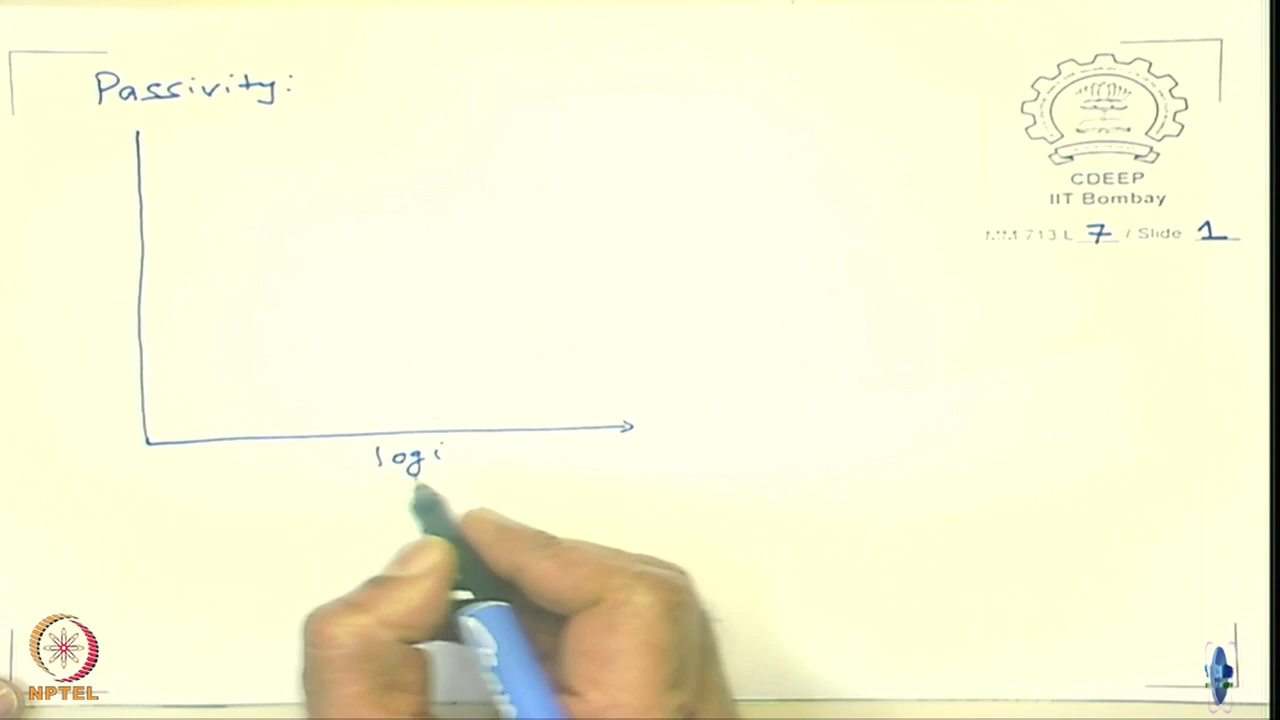 Passivity:
CDEEP
IIT Bombay
MM 713 L 7 / Slide 1
log i
NPTEL